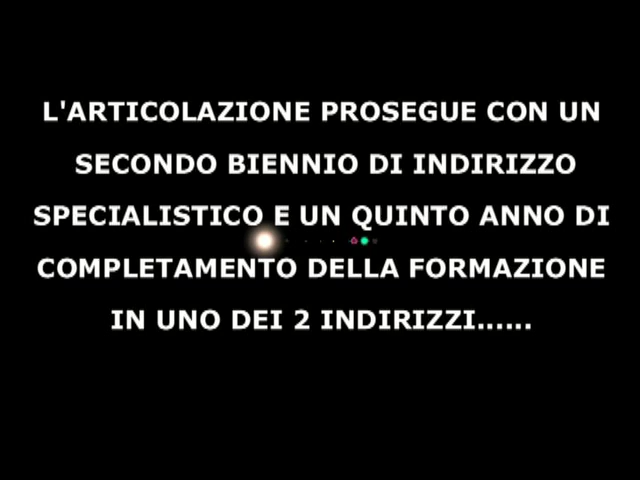 L'ARTICOLAZIONE PROSEGUE CON UN
SECONDO BIENNIO DI INDIRIZZO
SPECIALISTICO E UN QUINTO ANNO DI
COMPLETAMENTO DELLA FORMAZIONE
IN UNO DEI 2 INDIRIZZI......